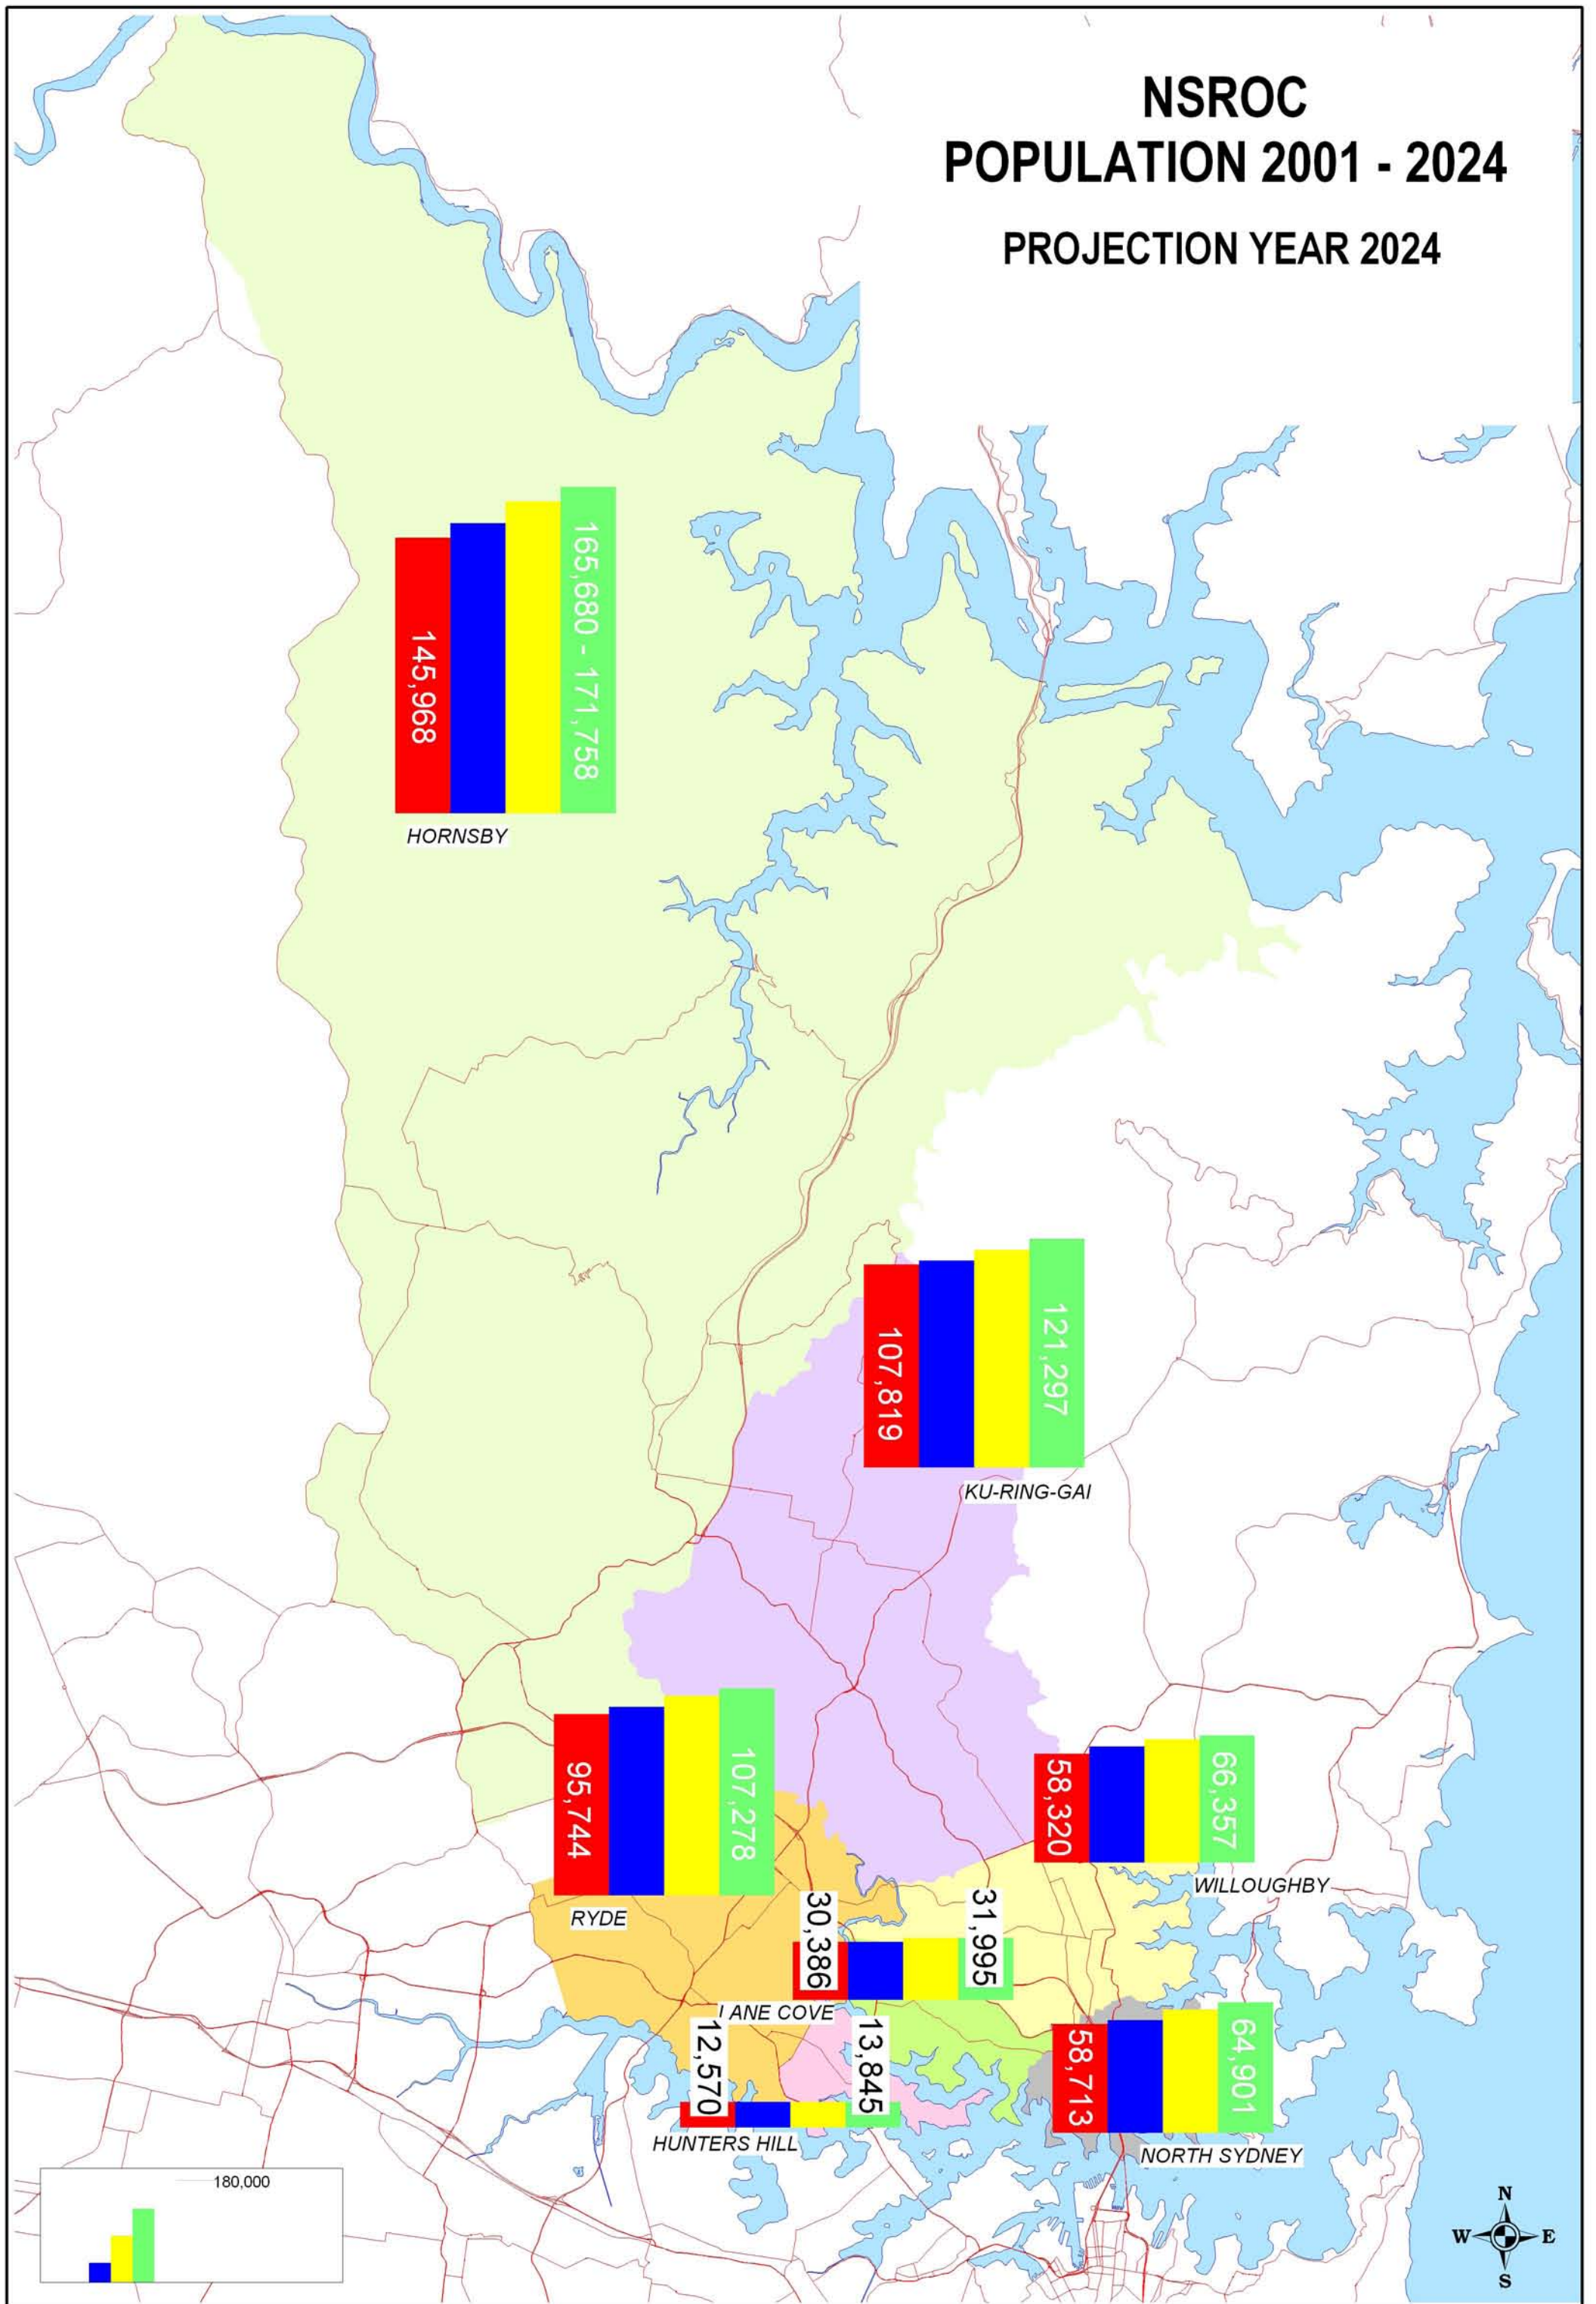 NSROC
POPULATION 2001 - 2024
PROJECTION YEAR 2024
145,968
165,680 - 171,758
HORNSBY
107,819
121,297
KU-RING-GAI
95,744
107,278
RYDE
58,320
66,357
WILLOUGHBY
30,386
31,995
LANE COVE
12,570
13,845
HUNTERS HILL
58,713
64,901
NORTH SYDNEY
180,000
N
W E
S